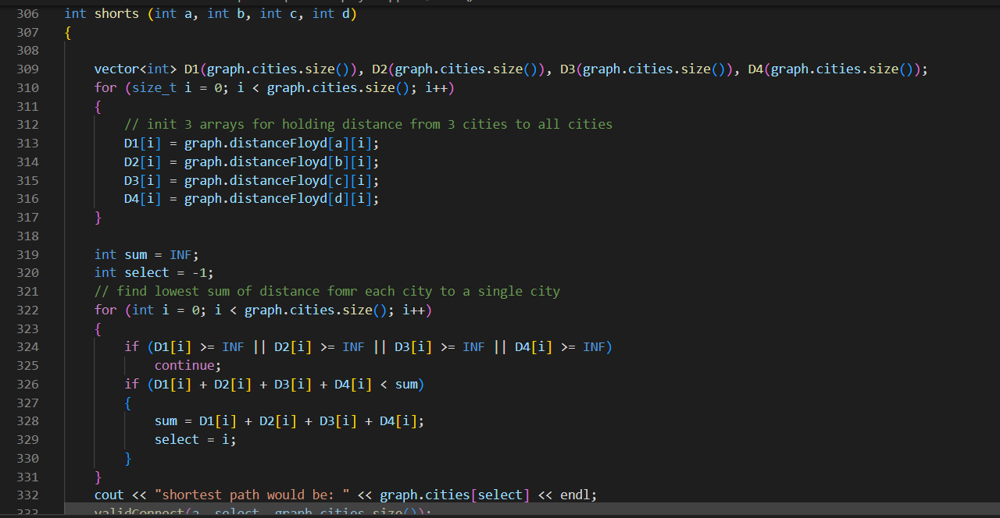 306 int shorts (int a, int b, int c, int d)
307 {
308
309 vector<int> D1(graph.cities.size()), D2(graph.cities.size()), D3(graph.cities.size()), D4(graph.cities.size());
310 for (size_t i = 0; i < graph.cities.size(); i++)
311 {
312 // init 3 arrays for holding distance from 3 cities to all cities
313 D1[i] = graph.distanceFloyd[a][i];
314 D2[i] = graph.distanceFloyd[b][i];
315 D3[i] = graph.distanceFloyd[c][i];
316 D4[i] = graph.distanceFloyd[d][i];
317 }
318
319 int sum = INF;
320 int select = -1;
321 // find lowest sum of distance fomr each city to a single city
322 for (int i = 0; i < graph.cities.size(); i++)
323 {
324 if (D1[i] >= INF || D2[i] >= INF || D3[i] >= INF || D4[i] >= INF)
325 continue;
326 if (D1[i] + D2[i] + D3[i] + D4[i] < sum)
327 {
328 sum = D1[i] + D2[i] + D3[i] + D4[i];
329 select = i;
330 }
331 }
332 cout << "shortest path would be: " << graph.cities[select] << endl;
333 validConnect(a, select, graph.cities.size());